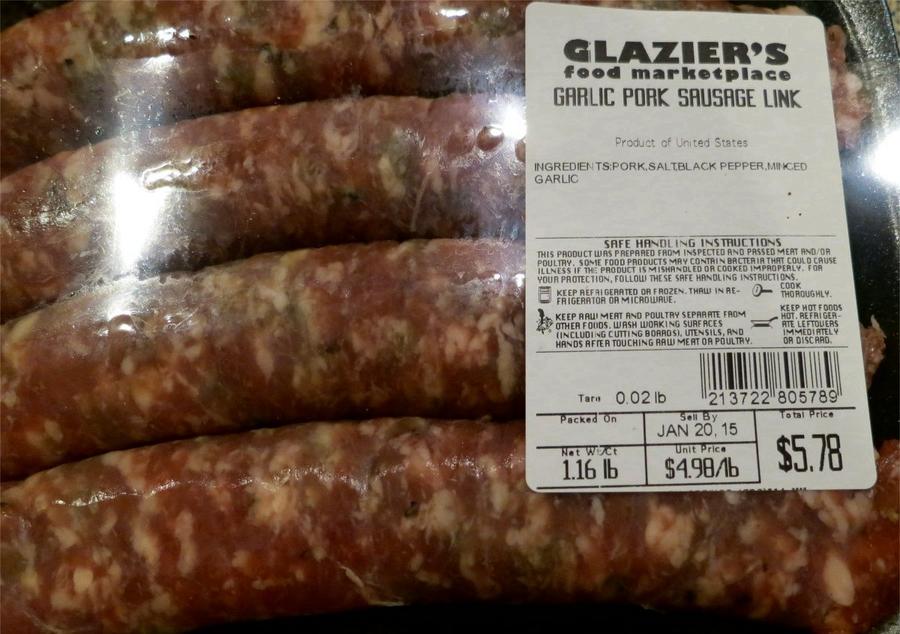 GLAZIER'S
food marketplace
GARLIC PORK SAUSAGE LINK
Product of United States
INGREDIENTS:PORK,SALT,BLACK PEPPER,MINCED
GARLIC
SAFE HANDLING INSTRUCTIONS
THIS PRODUCT WAS PREPARED FROM INSPECTED AND PASSED MEAT AND/OR
POULTRY. SOME FOOD PRODUCTS MAY CONTAIN BACTERIA THAT COULD CAUSE
ILLNESS IF THE PRODUCT IS MISHANDLED OR COOKED IMPROPERLY. FOR
YOUR PROTECTION, FOLLOW THESE SAFE HANDLING INSTRUCTIONS.
KEEP REFRIGERATED OR FROZEN. THAW IN RE-
FRIGERATOR OR MICROWAVE.
COOK
THOROUGHLY.
KEEP RAW MEAT AND POULTRY SEPARATE FROM
OTHER FOODS. WASH WORKING SURFACES
(INCLUDING CUTTING BOARDS), UTENSILS, AND
HANDS AFTER TOUCHING RAW MEAT OR POULTRY.
KEEP HOT FOODS
HOT. REFRIGER-
ATE LEFTOVERS
IMMEDIATELY
OR DISCARD.
Tare 0.02 lb
213722 805789
Packed On
Sell By
JAN 20, 15
Total Price
$5.78
Net Wt/Ct
1.16 lb
Unit Price
$4.98/lb